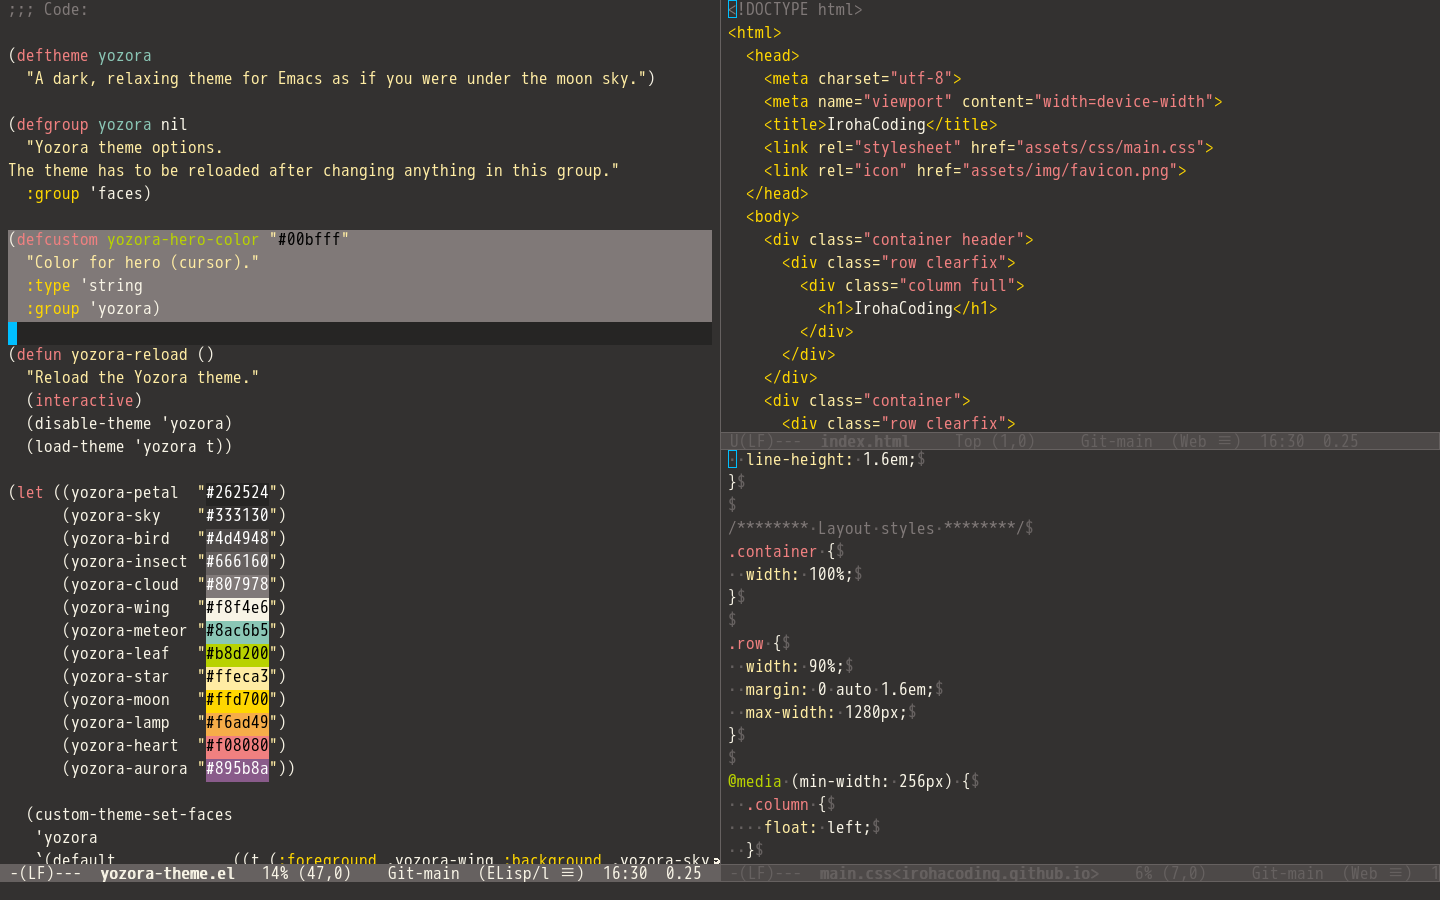 ;;; Code:

(deftheme yozora
  "A dark, relaxing theme for Emacs as if you were under the moon sky.")

(defgroup yozora nil
  "Yozora theme options.
The theme has to be reloaded after changing anything in this group."
  :group 'faces)

(defcustom yozora-hero-color "#00bfff"
  "Color for hero (cursor)."
  :type 'string
  :group 'yozora)

(defun yozora-reload ()
  "Reload the Yozora theme."
  (interactive)
  (disable-theme 'yozora)
  (load-theme 'yozora t))

(let ((yozora-petal  "#262524")
      (yozora-sky    "#333130")
      (yozora-bird   "#4d4948")
      (yozora-insect "#666160")
      (yozora-cloud  "#807978")
      (yozora-wing   "#f8f4e6")
      (yozora-meteor "#8ac6b5")
      (yozora-leaf   "#b8d200")
      (yozora-star   "#ffeca3")
      (yozora-moon   "#ffd700")
      (yozora-lamp   "#f6ad49")
      (yozora-heart  "#f08080")
      (yozora-aurora "#895b8a"))

  (custom-theme-set-faces
   'yozora
   `(default             ((t (:foreground ,yozora-wing :background ,yozora-sky
-(LF)---  yozora-theme.el   14% (47,0)    Git-main  (ELisp/l ☰)  16:30  0.25
<!DOCTYPE html>
<html>
  <head>
    <meta charset="utf-8">
    <meta name="viewport" content="width=device-width">
    <title>IrohaCoding</title>
    <link rel="stylesheet" href="assets/css/main.css">
    <link rel="icon" href="assets/img/favicon.png">
  </head>
  <body>
    <div class="container header">
      <div class="row clearfix">
        <div class="column full">
          <h1>IrohaCoding</h1>
        </div>
      </div>
    </div>
    <div class="container">
      <div class="row clearfix">
U(LF)---  index.html     Top (1,0)     Git-main  (Web ☰)  16:30  0.25
··line-height:·1.6em;$
}$
$
/********·Layout·styles·********/$
.container·{$
··width:·100%;$
}$
$
.row·{$
··width:·90%;$
··margin:·0·auto·1.6em;$
··max-width:·1280px;$
}$
$
@media·(min-width:·256px)·{$
··.column·{$
····float:·left;$
··}$
-(LF)---  main.css<irohacoding.github.io>    6% (7,0)     Git-main  (Web ☰)  1